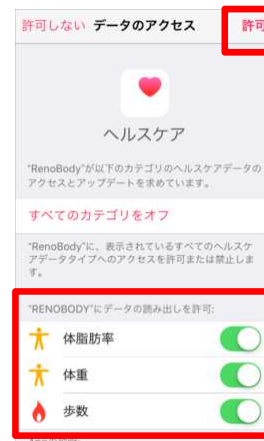 許可しない データのアクセス 許可
ヘルスケア
"RenoBody"が以下のカテゴリのヘルスケアデータの
アクセスとアップデートを求めています。
すべてのカテゴリをオフ
"RenoBody"に、表示されているすべてのヘルスケ
アデータタイプへのアクセスを許可または禁止しま
す。
"RENOBODY"にデータの読み出しを許可:
体脂肪率
体重
歩数